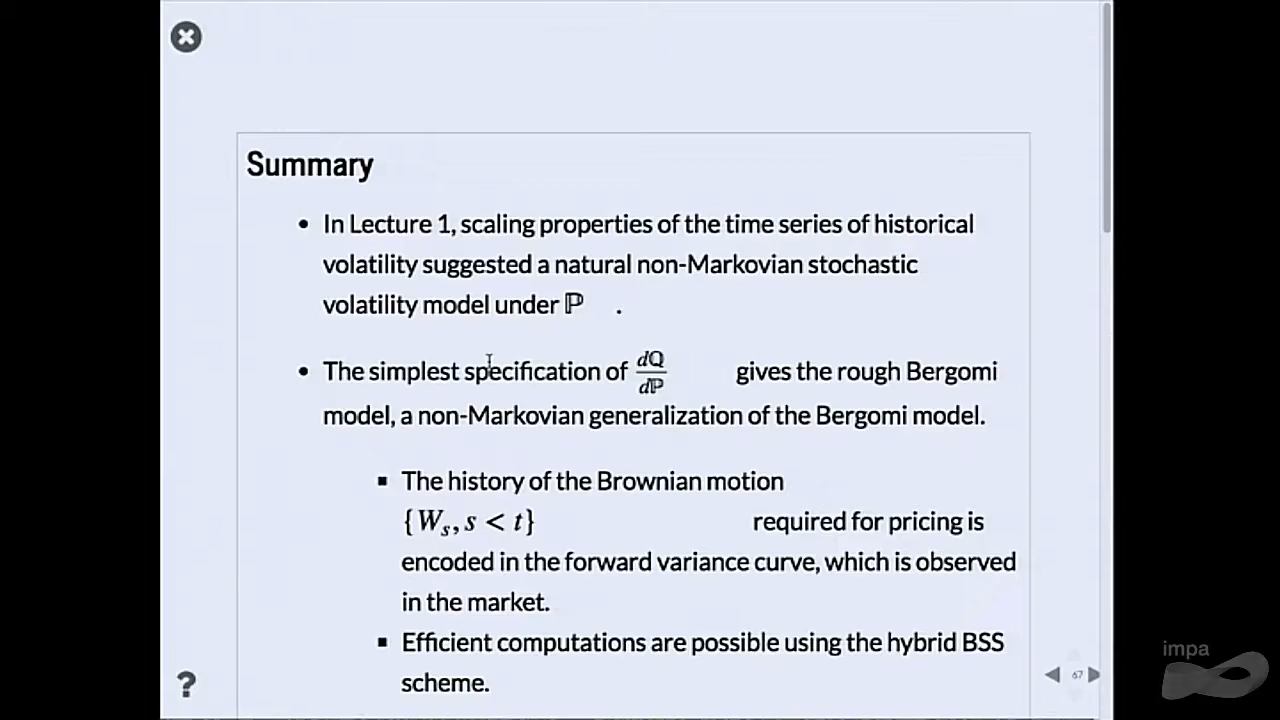 Summary
• In Lecture 1, scaling properties of the time series of historical
volatility suggested a natural non-Markovian stochastic
volatility model under ℙ .
• The simplest specification of dℚ/dℙ gives the rough Bergomi
model, a non-Markovian generalization of the Bergomi model.
▪ The history of the Brownian motion
{W_s, s < t} required for pricing is
encoded in the forward variance curve, which is observed
in the market.
▪ Efficient computations are possible using the hybrid BSS
scheme.
?
67
impa